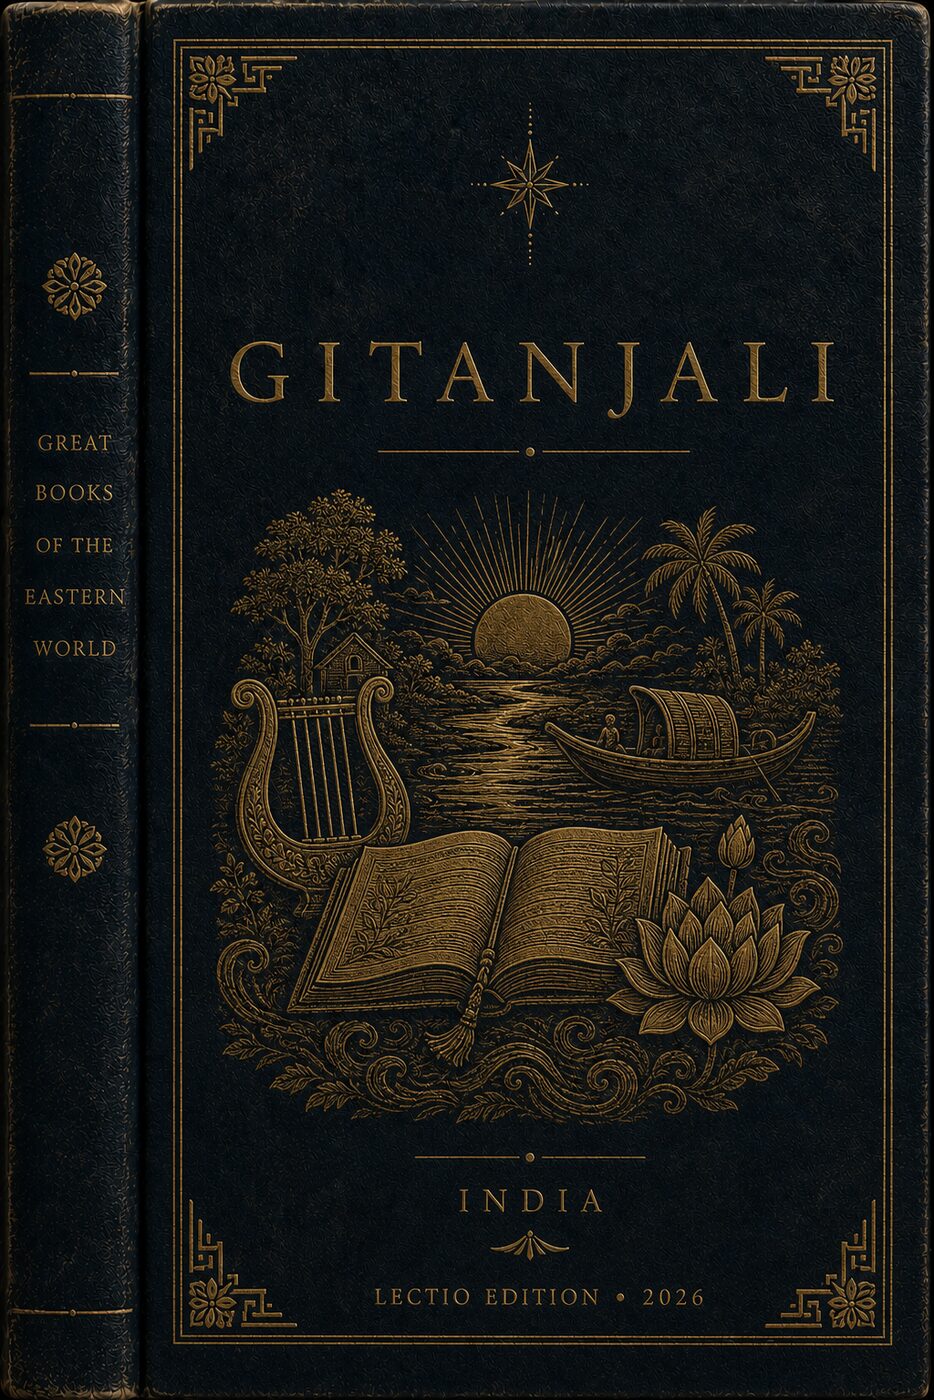 GREAT
BOOKS
OF THE
EASTERN
WORLD
GITANJALI
INDIA
LECTIO EDITION • 2026